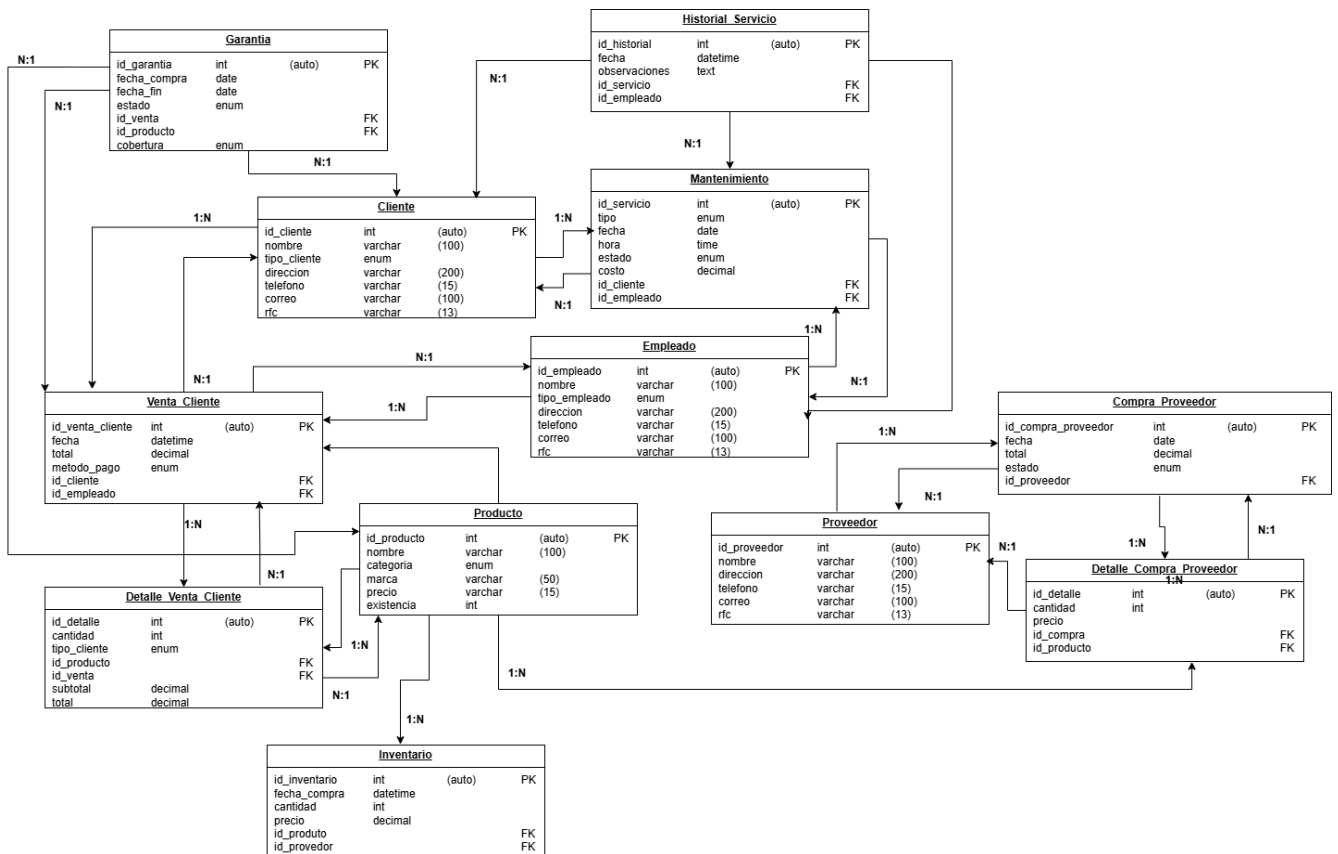 Garantia
id_garantia int (auto) PK
fecha_compra date
fecha_fin date
estado enum
id_venta FK
id_producto FK
cobertura enum
N:1
N:1
N:1
Historial_Servicio
id_historial int (auto) PK
fecha datetime
observaciones text
id_servicio FK
id_empleado FK
N:1
N:1
Cliente
id_cliente int (auto) PK
nombre varchar (100)
tipo_cliente enum
direccion varchar (200)
telefono varchar (15)
correo varchar (100)
rfc varchar (13)
1:N
1:N
N:1
Mantenimiento
id_servicio int (auto) PK
tipo enum
fecha date
hora time
estado enum
costo decimal
id_cliente FK
id_empleado FK
1:N
N:1
Empleado
id_empleado int (auto) PK
nombre varchar (100)
tipo_empleado enum
direccion varchar (200)
telefono varchar (15)
correo varchar (100)
rfc varchar (13)
N:1
N:1
1:N
Venta_Cliente
id_venta_cliente int (auto) PK
fecha datetime
total decimal
metodo_pago enum
id_cliente FK
id_empleado FK
1:N
N:1
Compra_Proveedor
id_compra_proveedor int (auto) PK
fecha date
total decimal
estado enum
id_proveedor FK
1:N
N:1
Producto
id_producto int (auto) PK
nombre varchar (100)
categoria enum
marca varchar (50)
precio varchar (15)
existencia int
Proveedor
id_proveedor int (auto) PK
nombre varchar (100)
direccion varchar (200)
telefono varchar (15)
correo varchar (100)
rfc varchar (13)
N:1
1:N
N:1
Detalle_Compra_Proveedor
1:N
id_detalle int (auto) PK
cantidad int
precio
id_compra FK
id_producto FK
Detalle_Venta_Cliente
id_detalle int (auto) PK
cantidad int
tipo_cliente enum
id_producto FK
id_venta FK
subtotal decimal
total decimal
1:N
N:1
1:N
1:N
Inventario
id_inventario int (auto) PK
fecha_compra datetime
cantidad int
precio decimal
id_produto FK
id_provedor FK